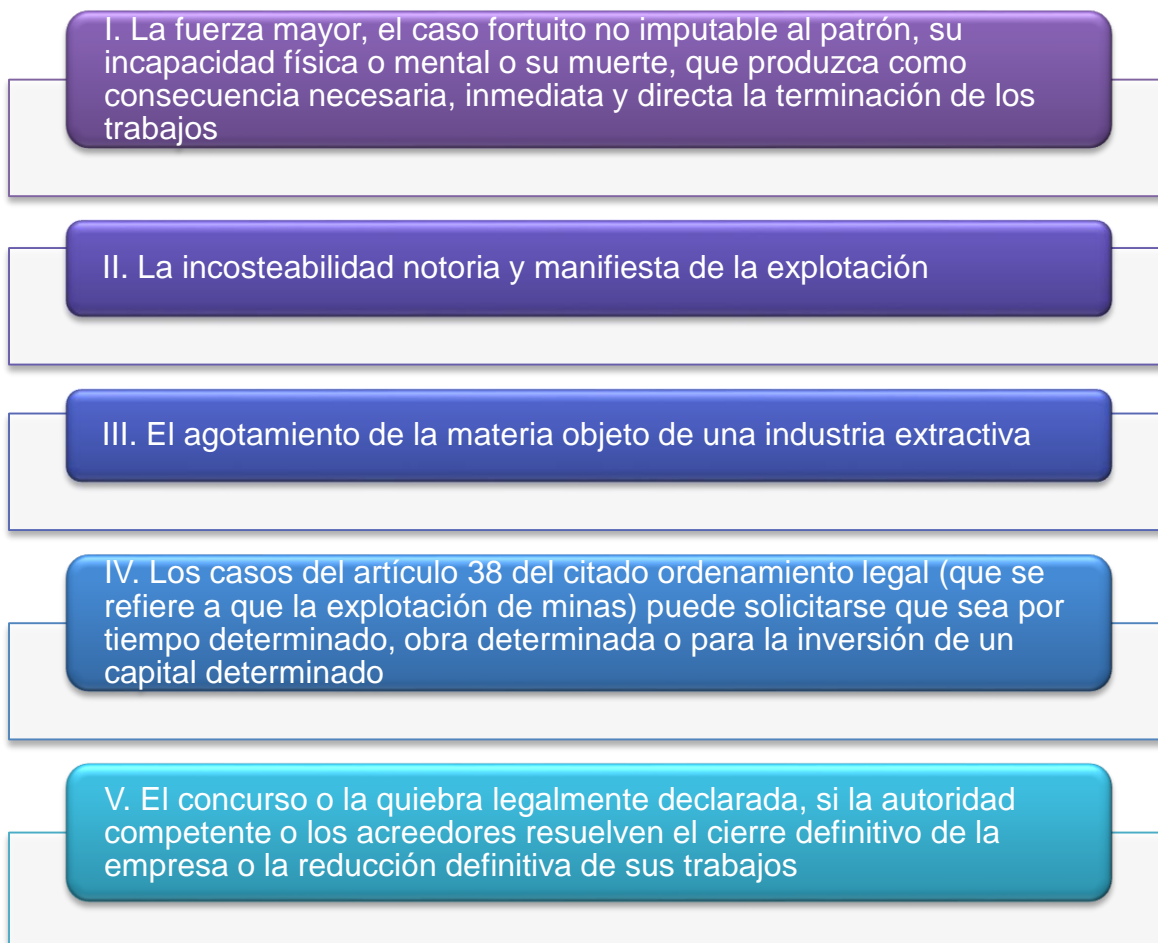 I. La fuerza mayor, el caso fortuito no imputable al patrón, su
incapacidad física o mental o su muerte, que produzca como
consecuencia necesaria, inmediata y directa la terminación de los
trabajos
II. La incosteabilidad notoria y manifiesta de la explotación
III. El agotamiento de la materia objeto de una industria extractiva
IV. Los casos del artículo 38 del citado ordenamiento legal (que se
refiere a que la explotación de minas) puede solicitarse que sea por
tiempo determinado, obra determinada o para la inversión de un
capital determinado
V. El concurso o la quiebra legalmente declarada, si la autoridad
competente o los acreedores resuelven el cierre definitivo de la
empresa o la reducción definitiva de sus trabajos